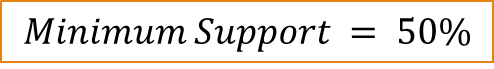 Minimum Support = 50%